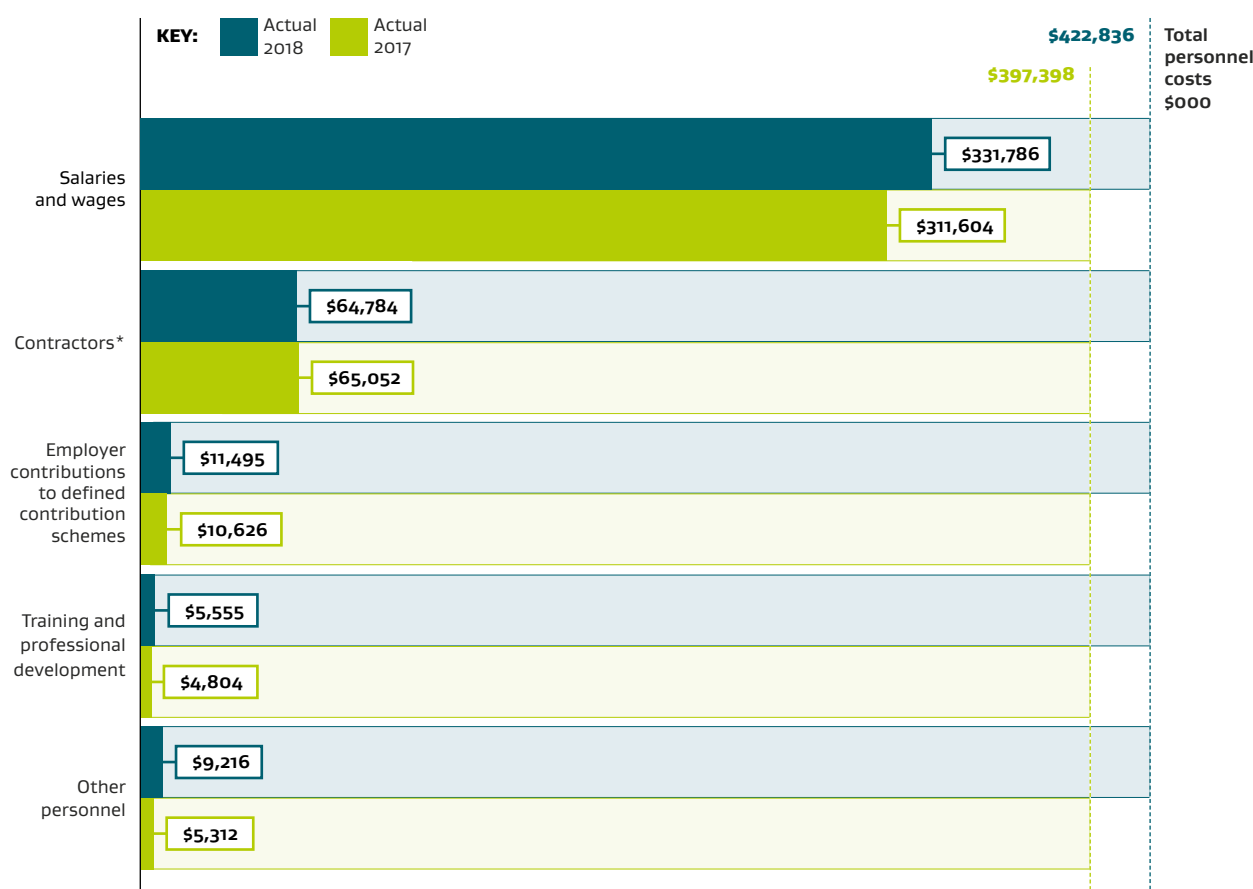 KEY:
Actual
2018
Actual
2017
$422,836
$397,398
Total
personnel
costs
$000
Salaries
and wages
$331,786
$311,604
Contractors*
$64,784
$65,052
Employer
contributions
to defined
contribution
schemes
$11,495
$10,626
Training and
professional
development
$5,555
$4,804
Other
personnel
$9,216
$5,312